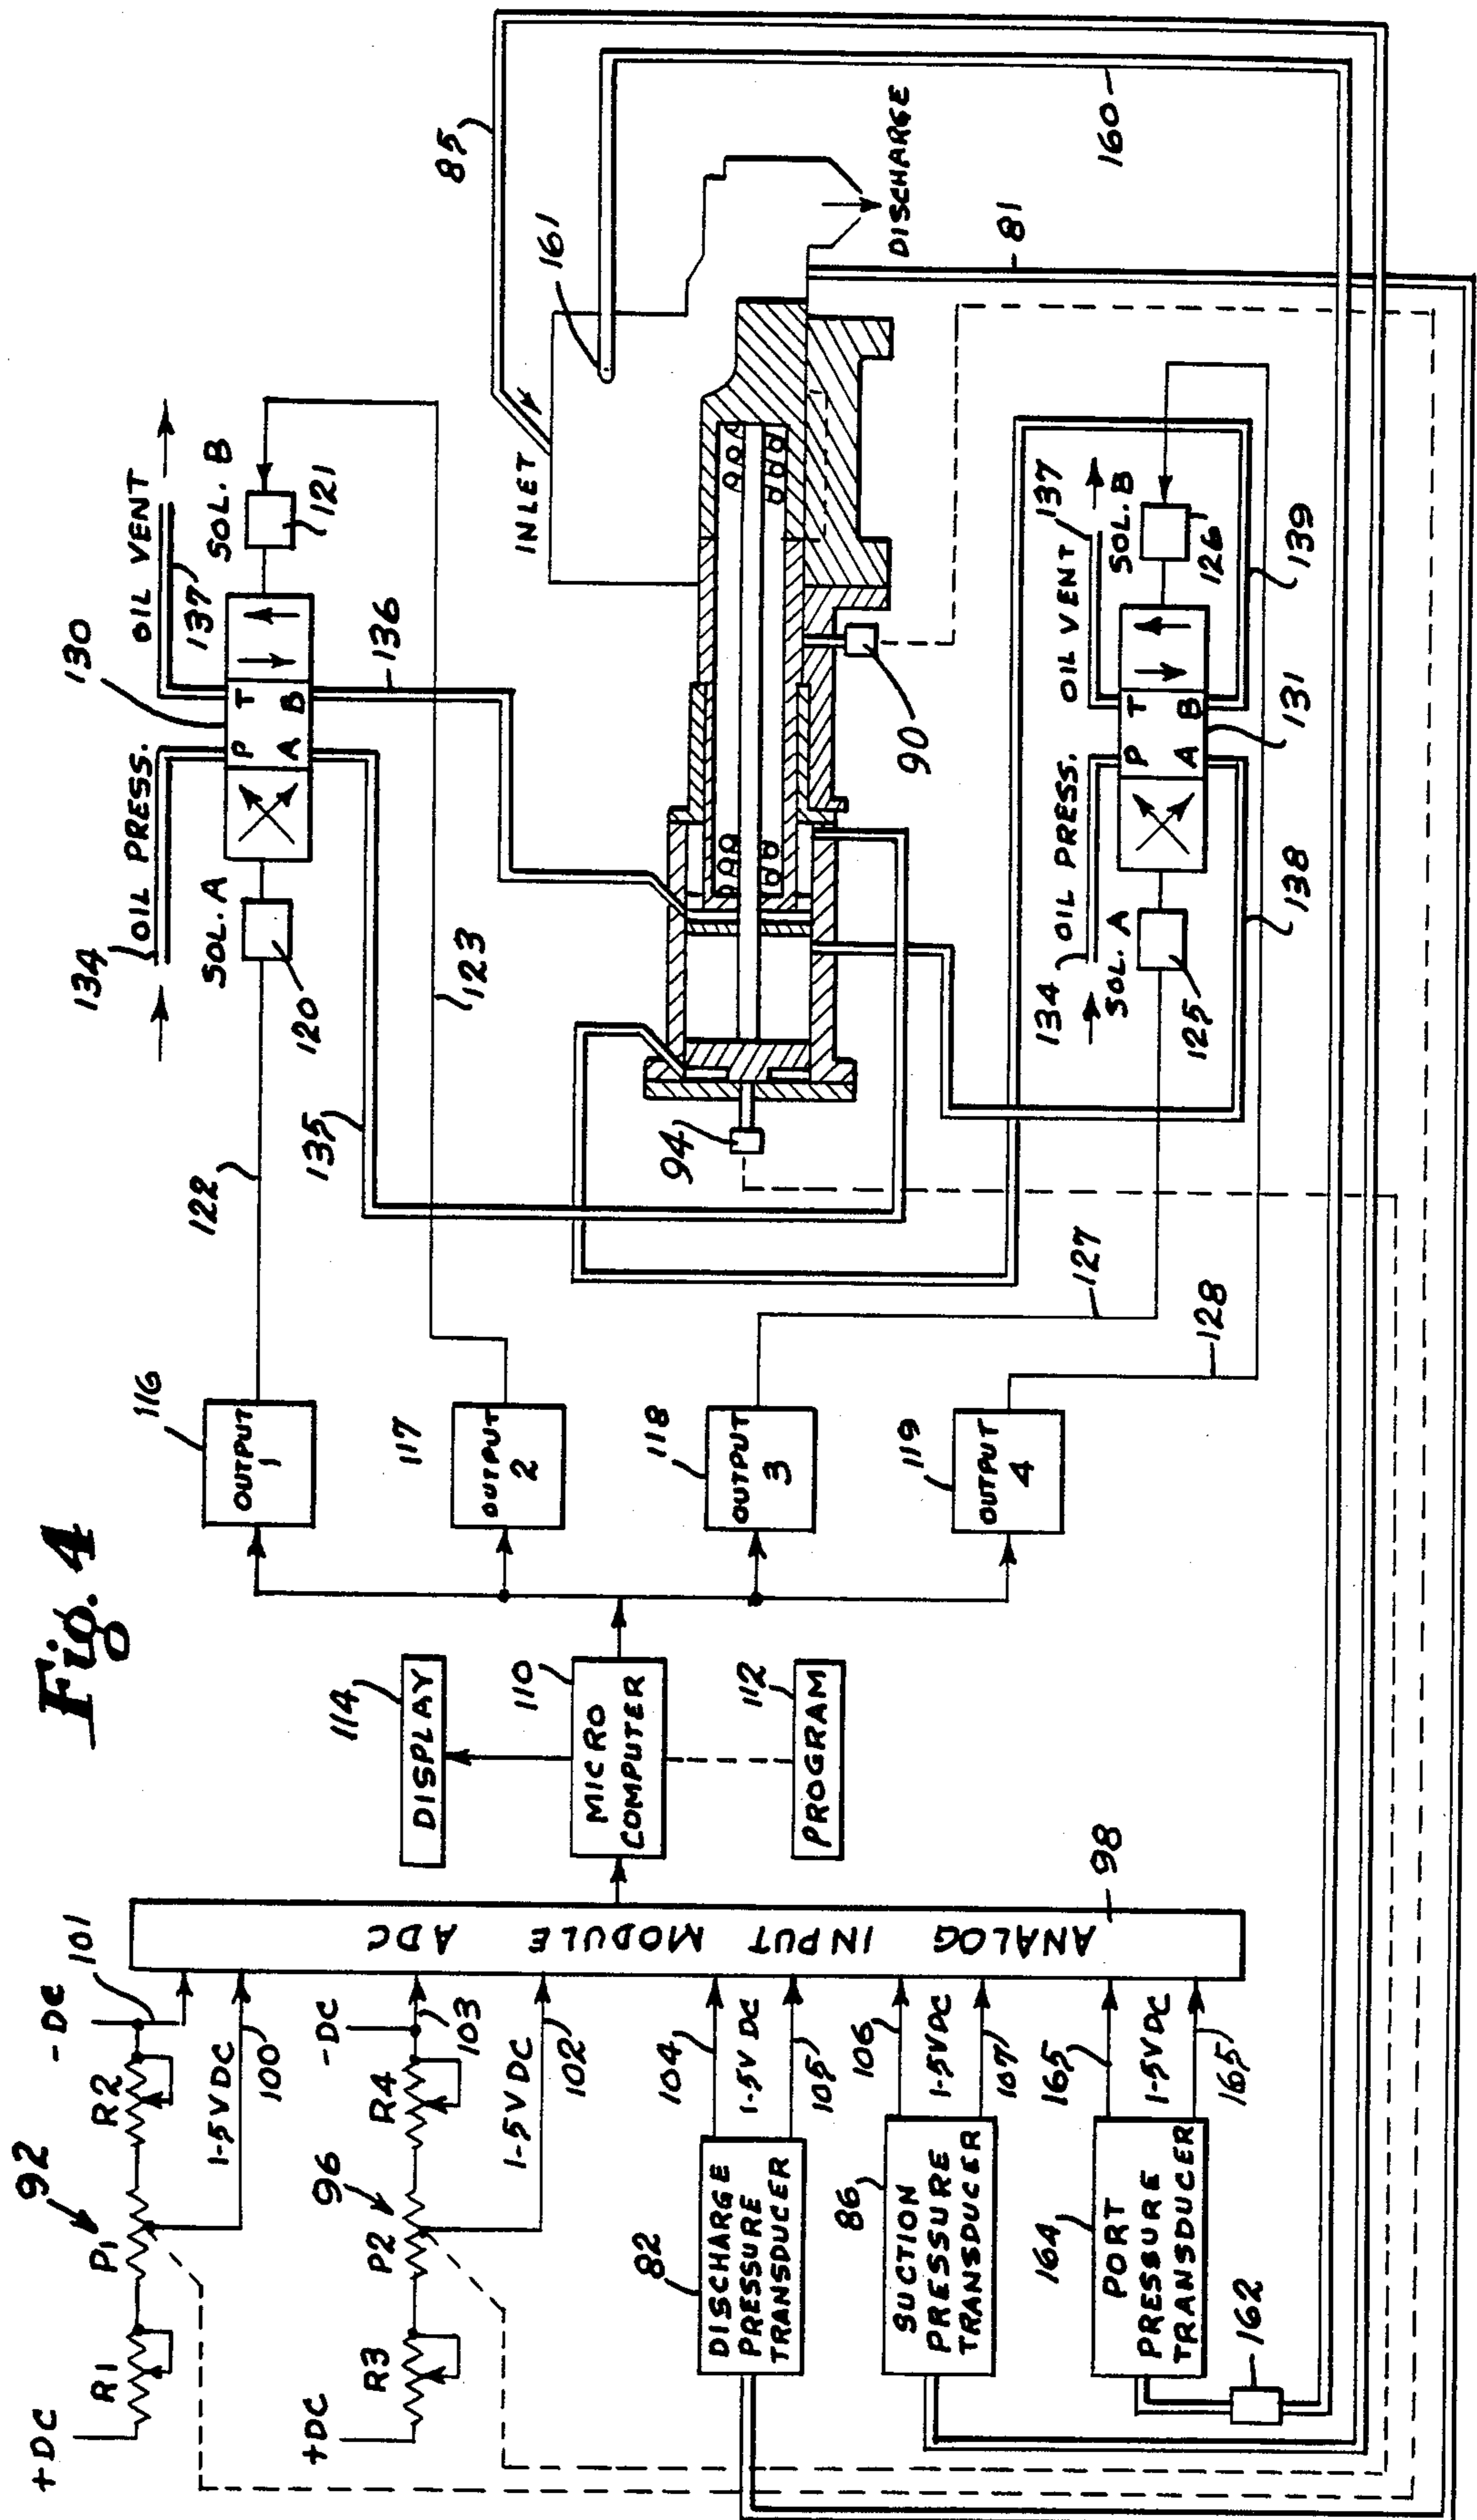 Fig. 4
+DC
R1
P1
92
R2
-DC
101
1-5VDC
100
+DC
R3
P2
96
R4
-DC
103
1-5VDC
102
82
DISCHARGE
PRESSURE
TRANSDUCER
104
1-5V DC
105
86
SUCTION
PRESSURE
TRANSDUCER
106
1-5VDC
107
164
PORT
PRESSURE
TRANSDUCER
165
1-5VDC
165
162
ANALOG INPUT MODULE ADC
98
114
DISPLAY
110
MICRO
COMPUTER
112
PROGRAM
116
OUTPUT
1
117
OUTPUT
2
118
OUTPUT
3
119
OUTPUT
4
122
135
123
127
128
134
OIL PRESS.
SOL. A
120
130
P T
A B
OIL VENT
137
SOL. B
121
136
94
90
INLET
161
85
DISCHARGE
160
81
134
OIL PRESS.
SOL. A
125
138
P T
A B
131
OIL VENT
137
SOL. B
126
139